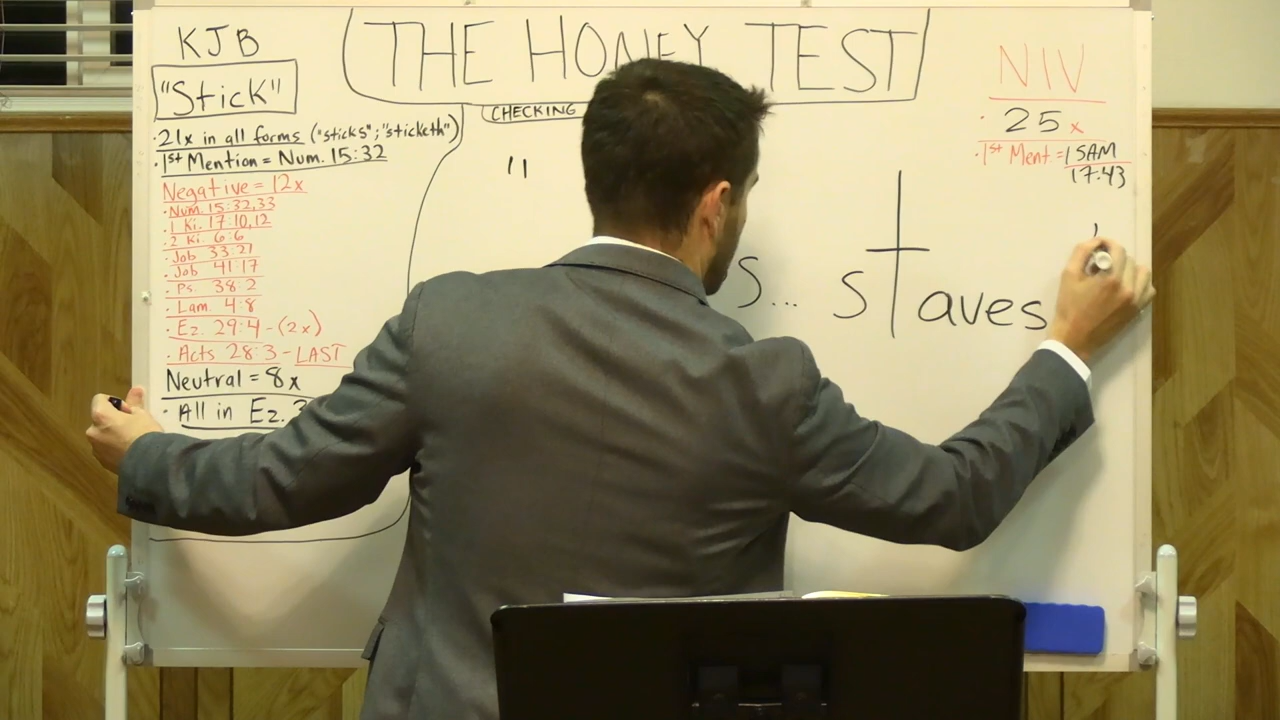 KJB
"Stick"
THE HONEY TEST
CHECKING
NIV
· 21x in all forms ("sticks"; "sticketh")
· 1st Mention = Num. 15:32
Negative = 12x
· Num. 15:32,33
· 1 Ki. 17:10,12
· 2 Ki. 6:6
· Job 33:21
· Job 41:17
· Ps. 38:2
· Lam. 4:8
· Ez. 29:4 - (2x)
· Acts 28:3 - LAST
Neutral = 8x
· All in Ez.
"
s... staves
· 25x
· 1st Ment. = 1 SAM
17:43